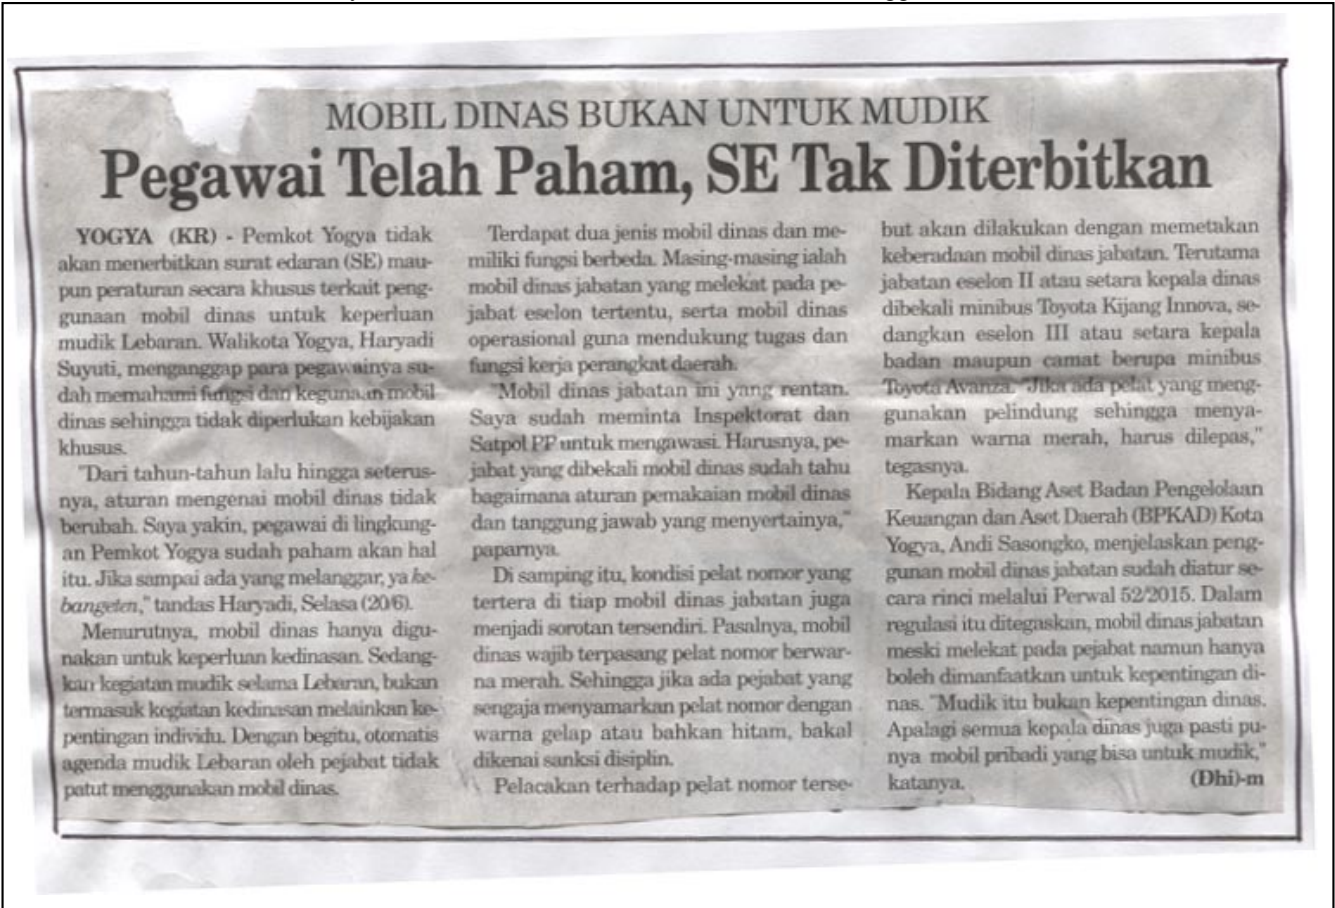 MOBIL DINAS BUKAN UNTUK MUDIK
Pegawai Telah Paham, SE Tak Diterbitkan
YOGYA (KR) - Pemkot Yogya tidak
akan menerbitkan surat edaran (SE) mau-
pun peraturan secara khusus terkait peng-
gunaan mobil dinas untuk keperluan
mudik Lebaran. Walikota Yogya, Haryadi
Suyuti, menganggap para pegawainya su-
dah memahami fungsi dan kegunaan mobil
dinas sehingga tidak diperlukan kebijakan
khusus.
"Dari tahun-tahun lalu hingga seterus-
nya, aturan mengenai mobil dinas tidak
berubah. Saya yakin, pegawai di lingkung-
an Pemkot Yogya sudah paham akan hal
itu. Jika sampai ada yang melanggar, ya ke-
bangeten," tandas Haryadi, Selasa (20/6).
Menurutnya, mobil dinas hanya digu-
nakan untuk keperluan kedinasan. Sedang-
kan kegiatan mudik selama Lebaran, bukan
termasuk kegiatan kedinasan melainkan ke-
pentingan individu. Dengan begitu, otomatis
agenda mudik Lebaran oleh pejabat tidak
patut menggunakan mobil dinas.
Terdapat dua jenis mobil dinas dan me-
miliki fungsi berbeda. Masing-masing ialah
mobil dinas jabatan yang melekat pada pe-
jabat eselon tertentu, serta mobil dinas
operasional guna mendukung tugas dan
fungsi kerja perangkat daerah.
"Mobil dinas jabatan ini yang rentan.
Saya sudah meminta Inspektorat dan
Satpol PP untuk mengawasi. Harusnya, pe-
jabat yang dibekali mobil dinas sudah tahu
bagaimana aturan pemakaian mobil dinas
dan tanggung jawab yang menyertainya,"
paparnya.
Di samping itu, kondisi pelat nomor yang
tertera di tiap mobil dinas jabatan juga
menjadi sorotan tersendiri. Pasalnya, mobil
dinas wajib terpasang pelat nomor berwar-
na merah. Sehingga jika ada pejabat yang
sengaja menyamarkan pelat nomor dengan
warna gelap atau bahkan hitam, bakal
dikenai sanksi disiplin.
Pelacakan terhadap pelat nomor terse-
but akan dilakukan dengan memetakan
keberadaan mobil dinas jabatan. Terutama
jabatan eselon II atau setara kepala dinas
dibekali minibus Toyota Kijang Innova, se-
dangkan eselon III atau setara kepala
badan maupun camat berupa minibus
Toyota Avanza. "Jika ada pelat yang meng-
gunakan pelindung sehingga menya-
markan warna merah, harus dilepas,"
tegasnya.
Kepala Bidang Aset Badan Pengelolaan
Keuangan dan Aset Daerah (BPKAD) Kota
Yogya, Andi Sasongko, menjelaskan peng-
gunan mobil dinas jabatan sudah diatur se-
cara rinci melalui Perwal 52/2015. Dalam
regulasi itu ditegaskan, mobil dinas jabatan
meski melekat pada pejabat namun hanya
boleh dimanfaatkan untuk kepentingan di-
nas. "Mudik itu bukan kepentingan dinas.
Apalagi semua kepala dinas juga pasti pu-
nya mobil pribadi yang bisa untuk mudik,"
katanya. (Dhi)-m